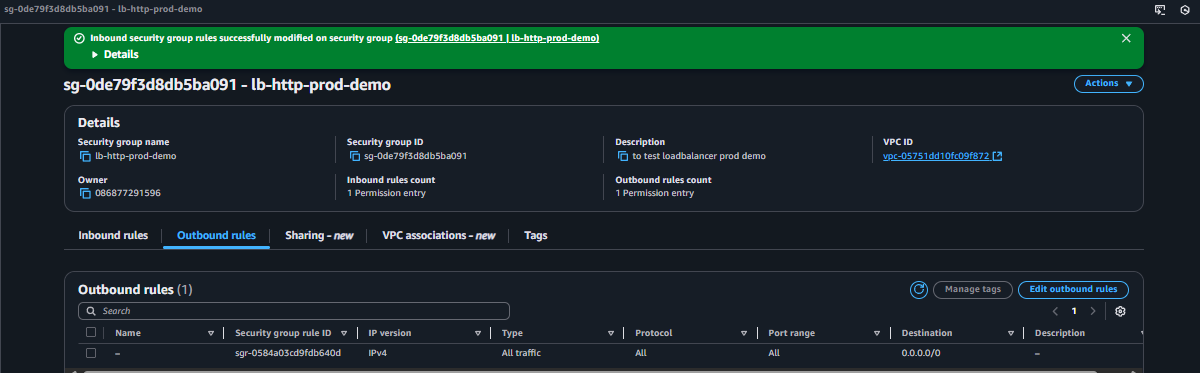 sg-0de79f3d8db5ba091 - lb-http-prod-demo
Inbound security group rules successfully modified on security group (sg-0de79f3d8db5ba091 | lb-http-prod-demo)
Details
sg-0de79f3d8db5ba091 - lb-http-prod-demo
Actions
Details
Security group name
Security group ID
Description
VPC ID
lb-http-prod-demo
sg-0de79f3d8db5ba091
to test loadbalancer prod demo
vpc-05751dd10fc09f872
Owner
Inbound rules count
Outbound rules count
086877291596
1 Permission entry
1 Permission entry
Inbound rules Outbound rules Sharing - new VPC associations - new Tags
Outbound rules (1)
Manage tags
Edit outbound rules
Search
1
Name Security group rule ID IP version Type Protocol Port range Destination Description
– sgr-0584a03cd9fdb640d IPv4 All traffic All All 0.0.0.0/0 –